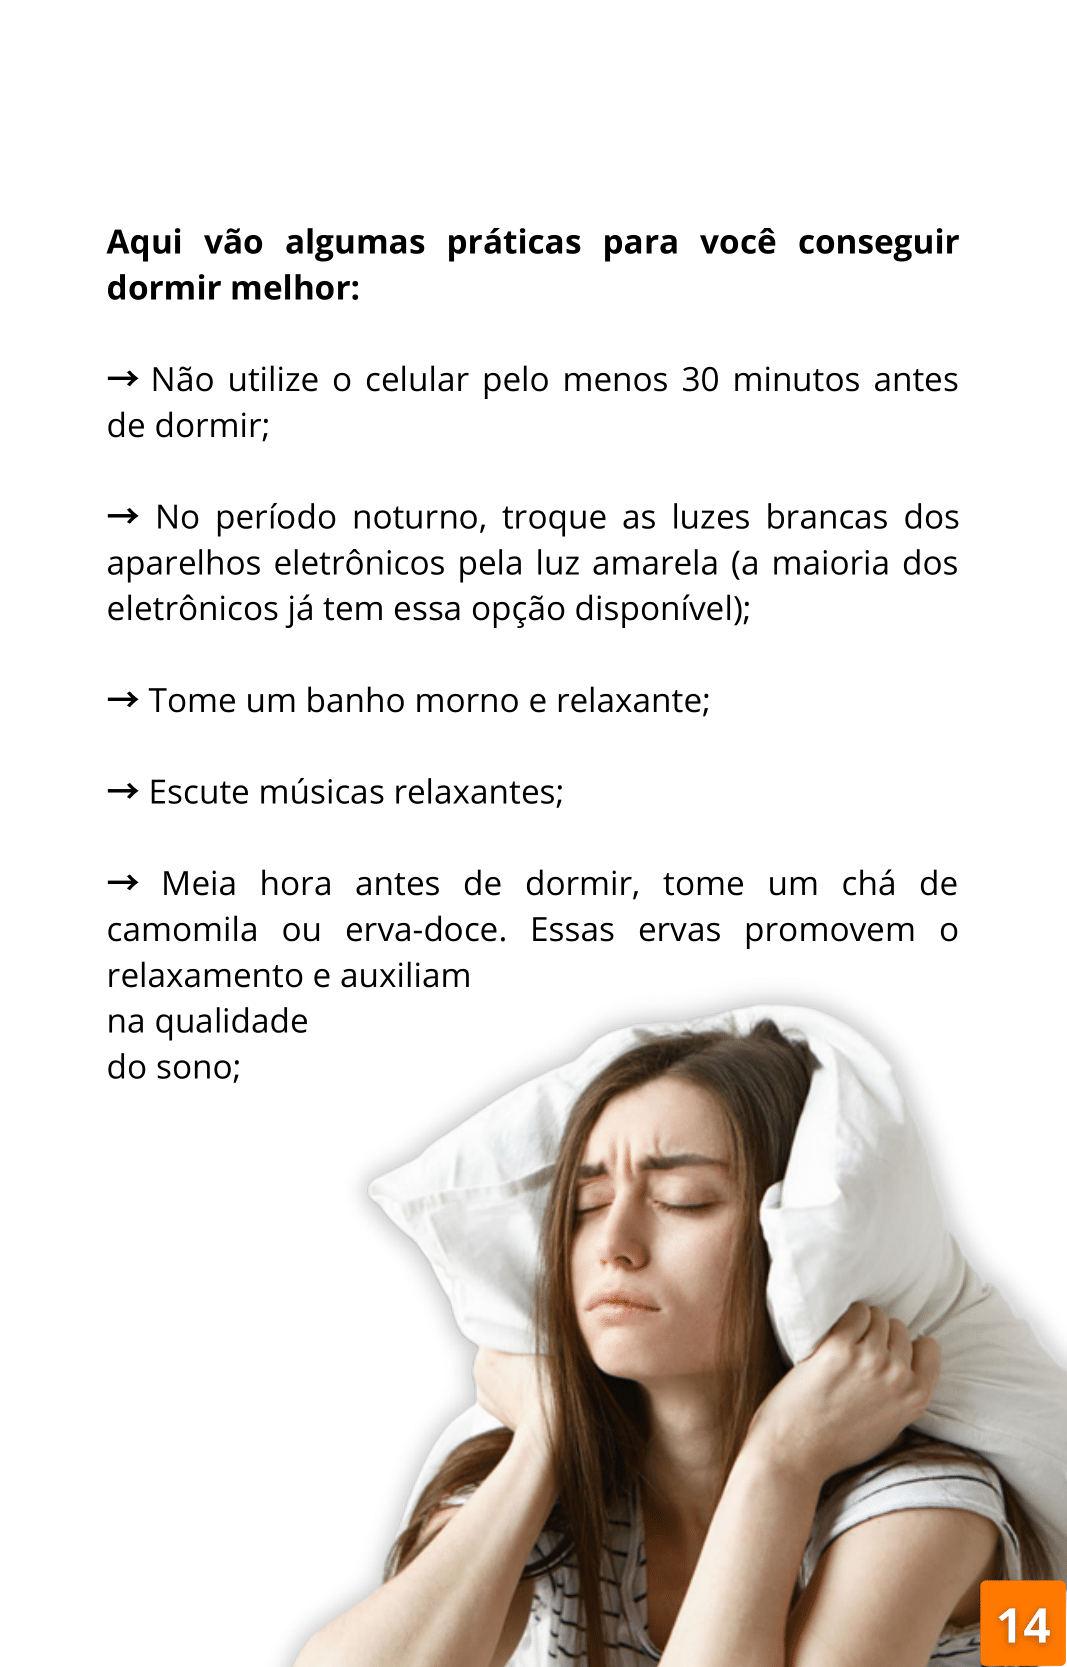 Aqui vão algumas práticas para você conseguir
dormir melhor:
→ Não utilize o celular pelo menos 30 minutos antes
de dormir;
→ No período noturno, troque as luzes brancas dos
aparelhos eletrônicos pela luz amarela (a maioria dos
eletrônicos já tem essa opção disponível);
→ Tome um banho morno e relaxante;
→ Escute músicas relaxantes;
→ Meia hora antes de dormir, tome um chá de
camomila ou erva-doce. Essas ervas promovem o
relaxamento e auxiliam
na qualidade
do sono;
14